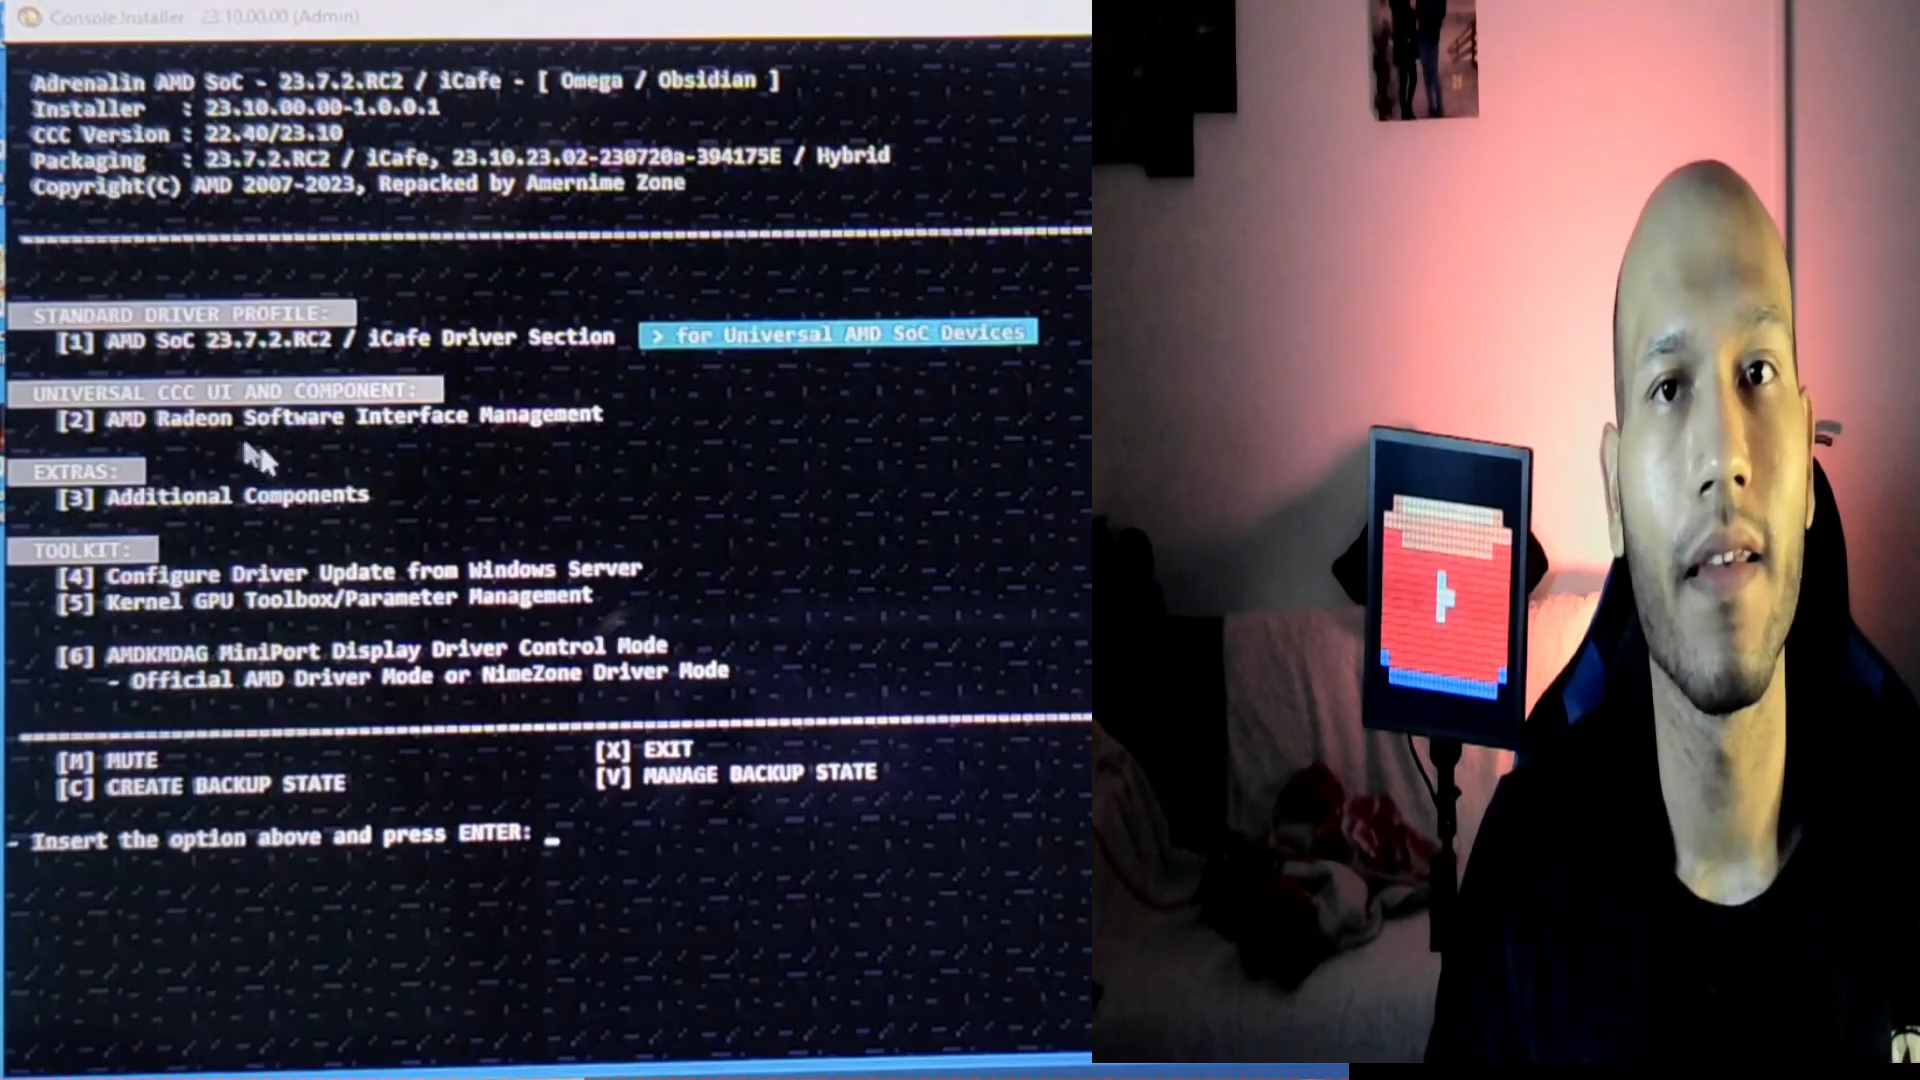 Console.Installer 23.10.00.00 (Admin)
Adrenalin AMD SoC - 23.7.2.RC2 / iCafe - [ Omega / Obsidian ]
Installer : 23.10.00.00-1.0.0.1
CCC Version : 22.40/23.10
Packaging : 23.7.2.RC2 / iCafe, 23.10.23.02-230720a-394175E / Hybrid
Copyright(C) AMD 2007-2023, Repacked by Amernime Zone
STANDARD DRIVER PROFILE:
[1] AMD SoC 23.7.2.RC2 / iCafe Driver Section > for Universal AMD SoC Devices
UNIVERSAL CCC UI AND COMPONENT:
[2] AMD Radeon Software Interface Management
EXTRAS:
[3] Additional Components
TOOLKIT:
[4] Configure Driver Update from Windows Server
[5] Kernel GPU Toolbox/Parameter Management
[6] AMDKMDAG MiniPort Display Driver Control Mode
- Official AMD Driver Mode or NimeZone Driver Mode
[M] MUTE [X] EXIT
[C] CREATE BACKUP STATE [V] MANAGE BACKUP STATE
- Insert the option above and press ENTER: _